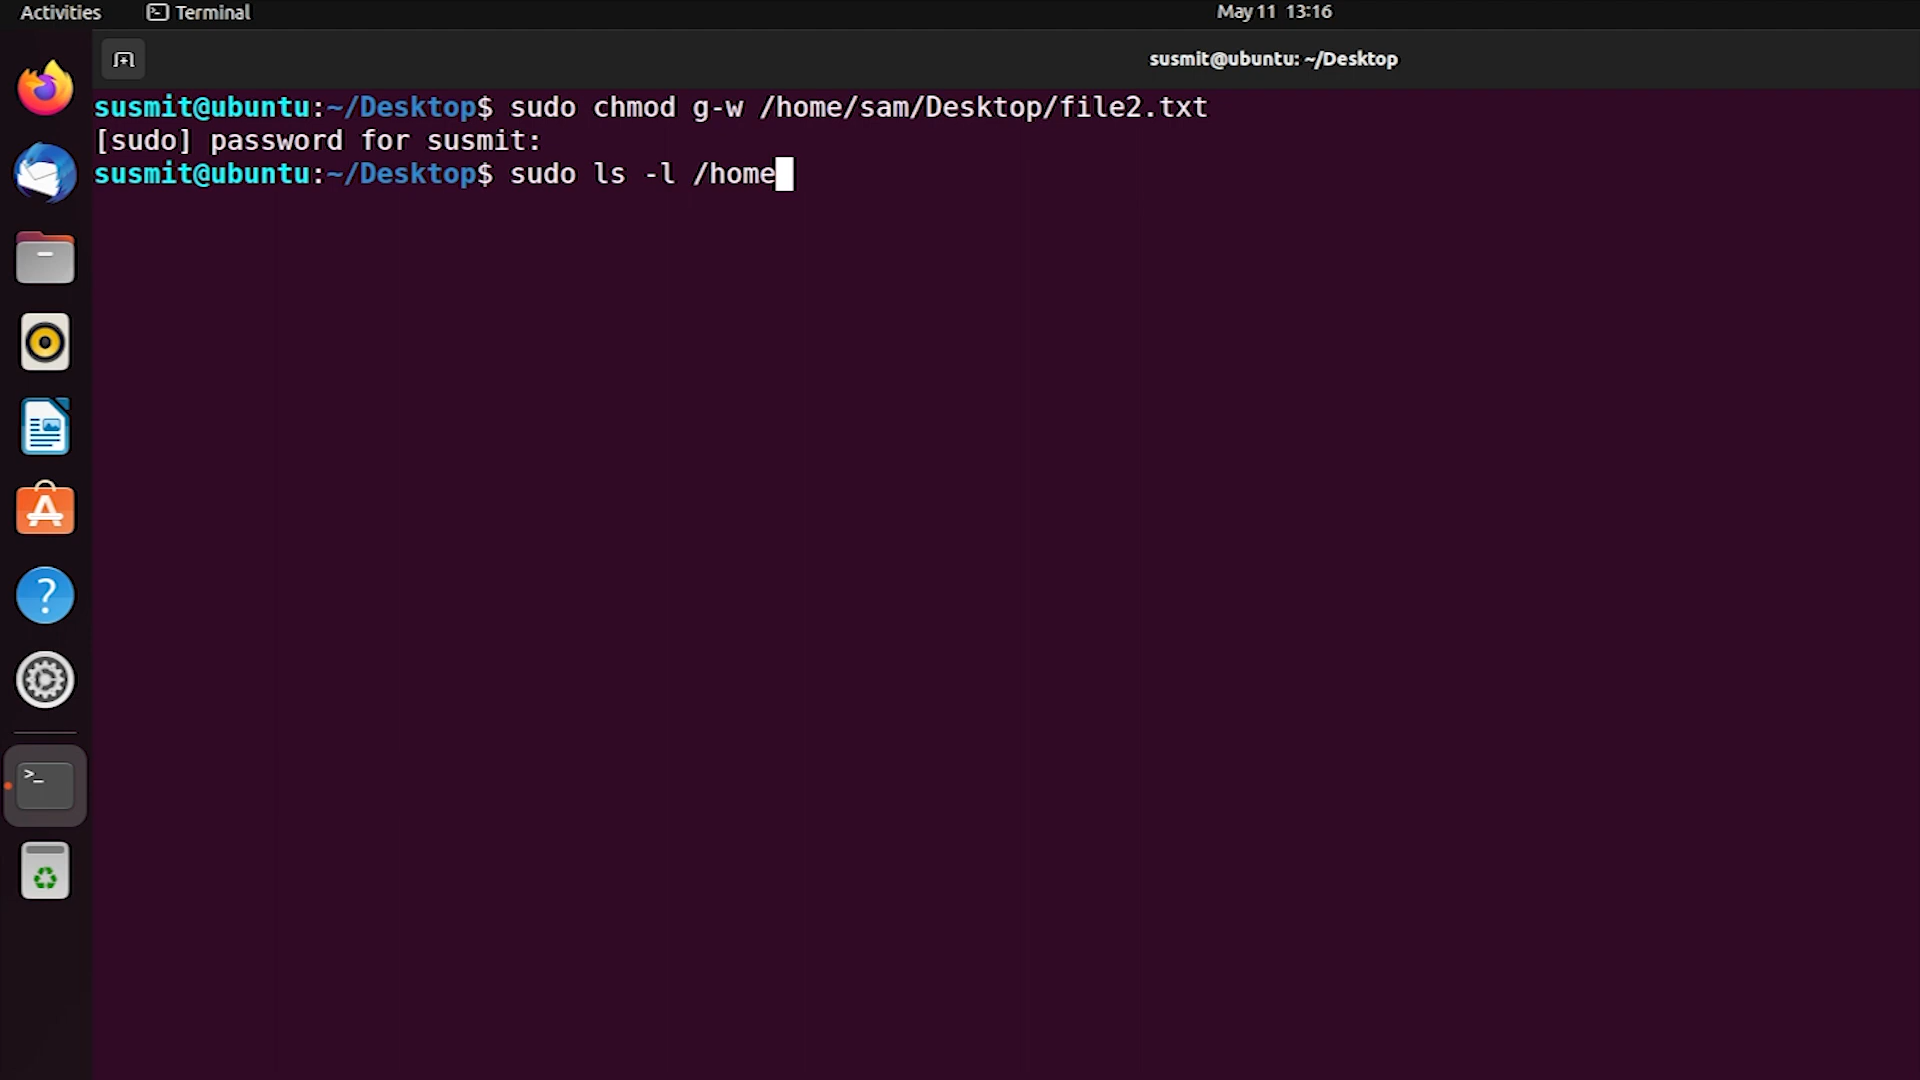 Activities
Terminal
May 11 13:16
susmit@ubuntu: ~/Desktop
susmit@ubuntu:~/Desktop$ sudo chmod g-w /home/sam/Desktop/file2.txt
[sudo] password for susmit:
susmit@ubuntu:~/Desktop$ sudo ls -l /home